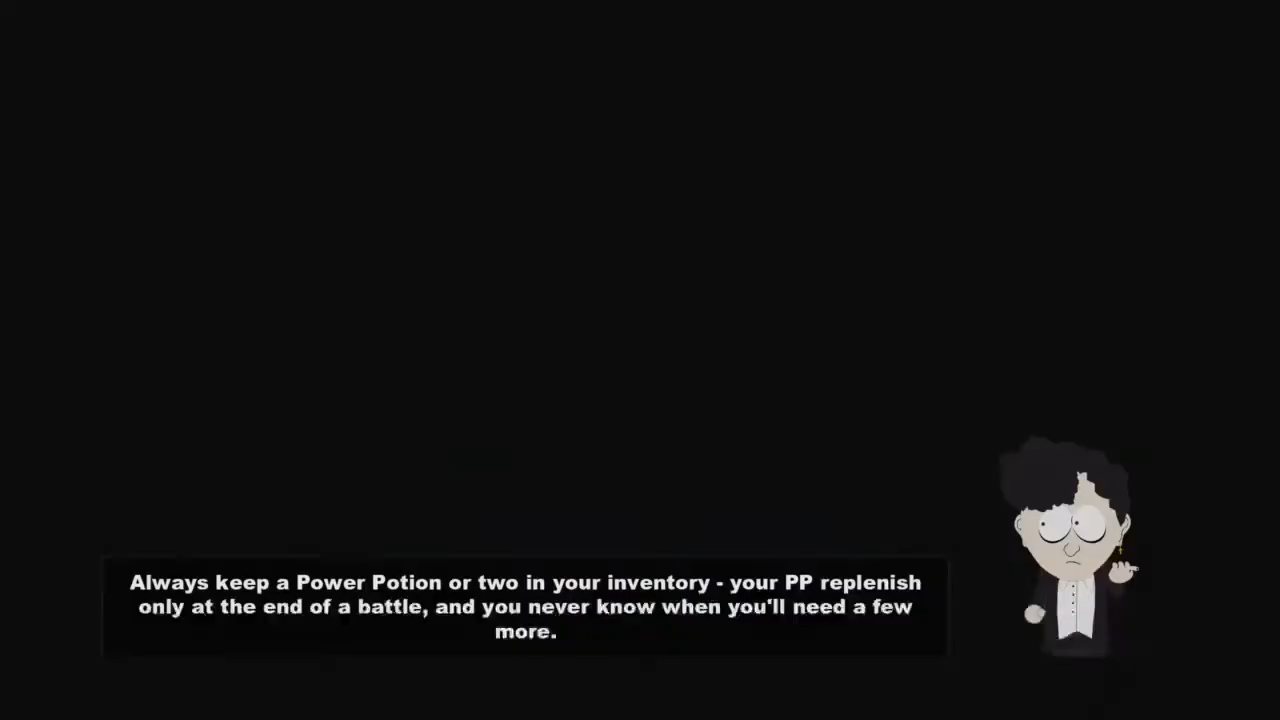 Always keep a Power Potion or two in your inventory - your PP replenish
only at the end of a battle, and you never know when you'll need a few
more.